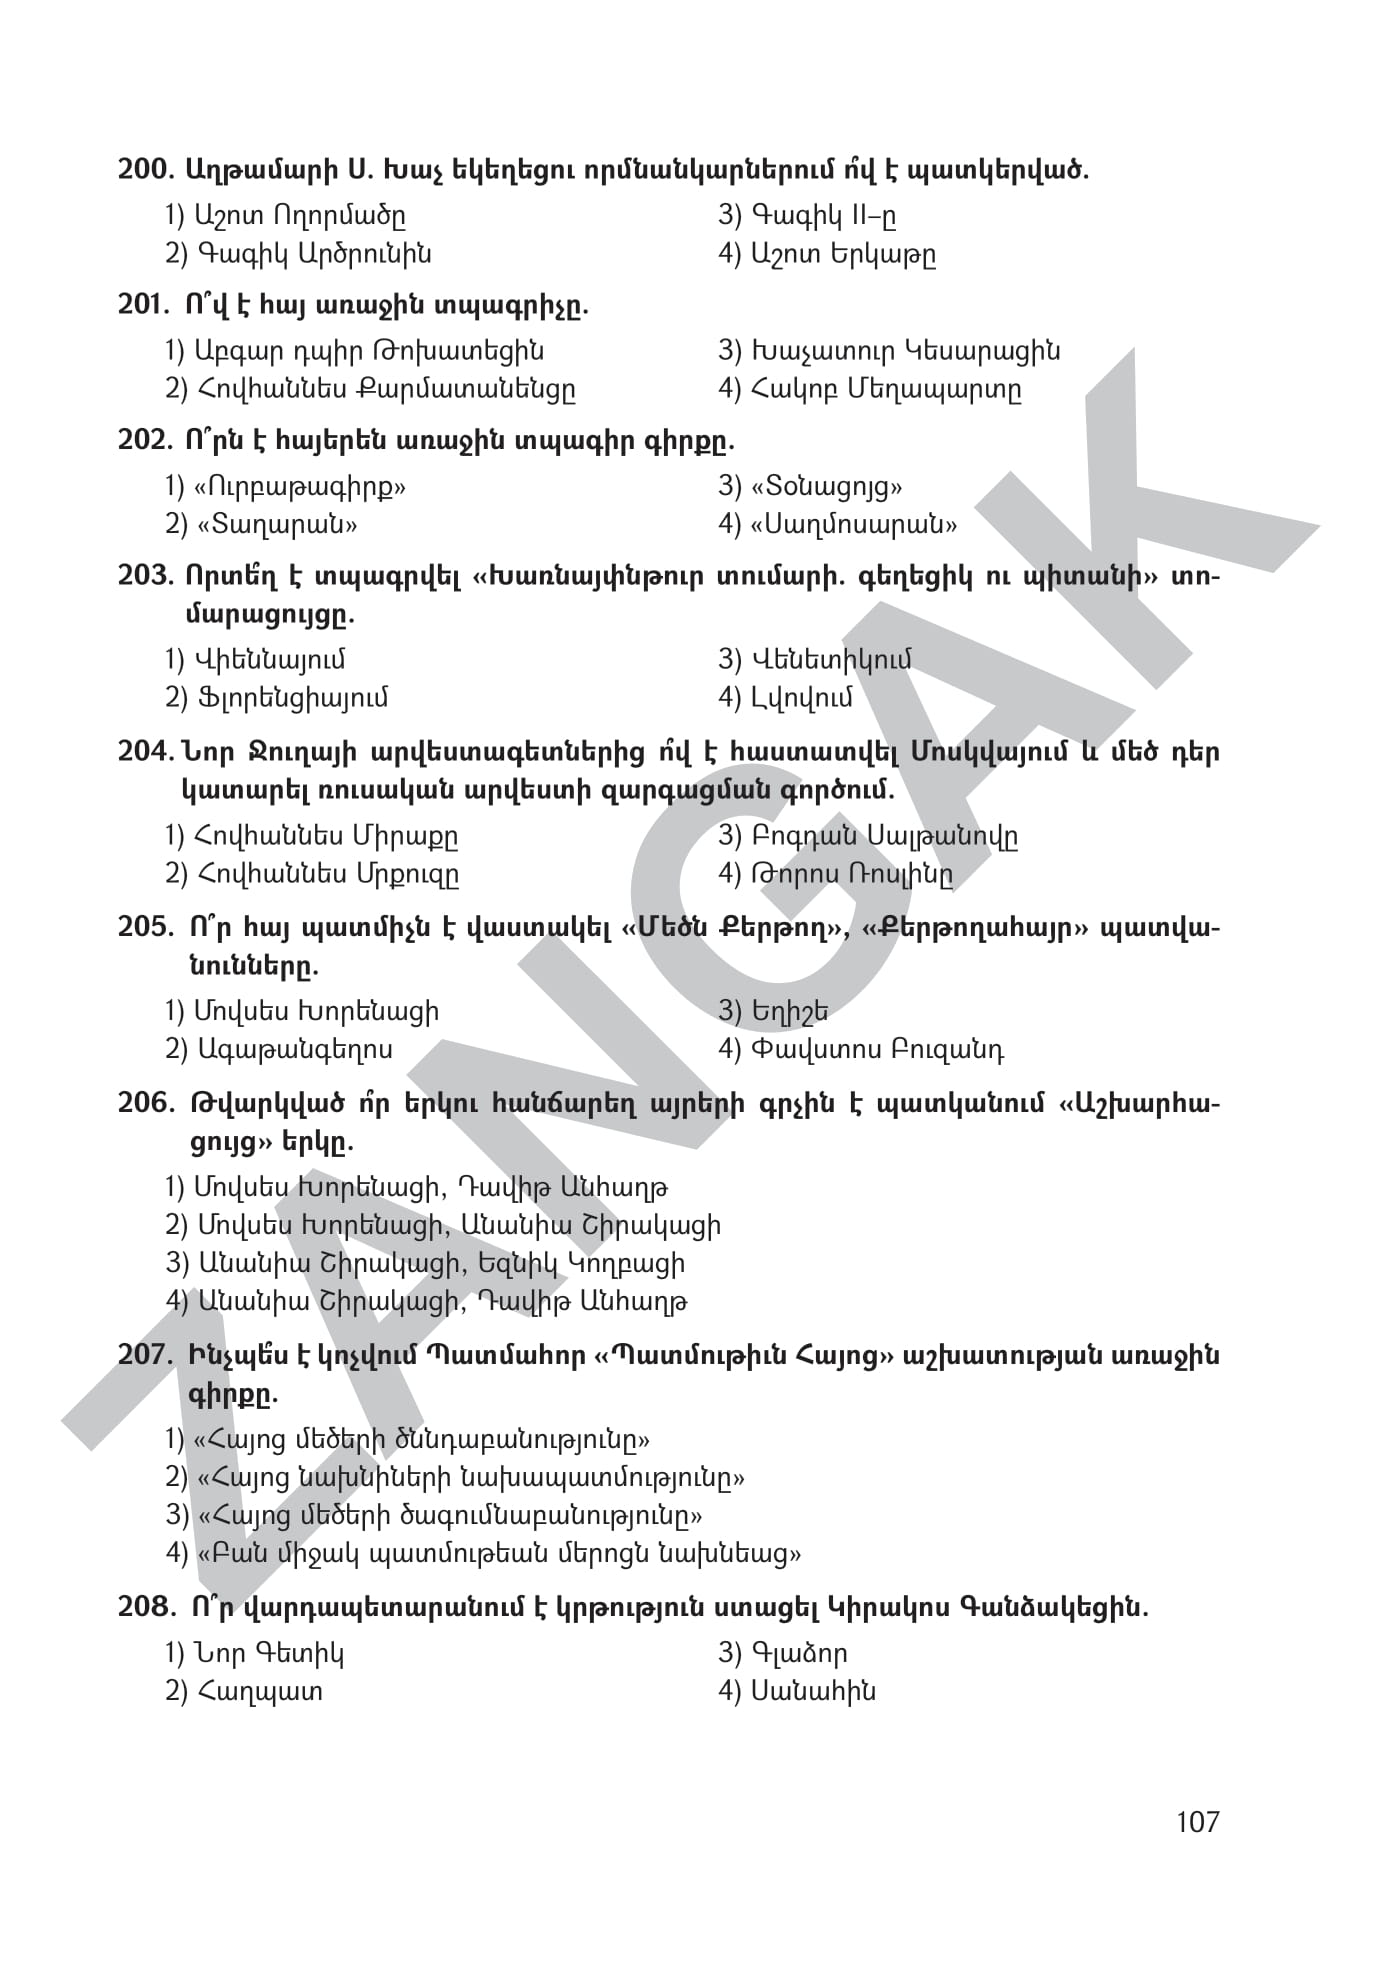 200. Աղթամարի Ս. Խաչ եկեղեցու որմնանկարներում ո՞վ է պատկերված.
1) Աշոտ Ողորմածը 3) Գագիկ II–ը
2) Գագիկ Արծրունին 4) Աշոտ Երկաթը
201. Ո՞վ է հայ առաջին տպագրիչը.
1) Աբգար դպիր Թոխատեցին 3) Խաչատուր Կեսարացին
2) Հովհաննես Քարմատանենցը 4) Հակոբ Մեղապարտը
202. Ո՞րն է հայերեն առաջին տպագիր գիրքը.
1) «Ուրբաթագիրք» 3) «Տօնացոյց»
2) «Տաղարան» 4) «Սաղմոսարան»
203. Որտե՞ղ է տպագրվել «Խառնայփնթուր տումարի. գեղեցիկ ու պիտանի» տո-
մարացույցը.
1) Վիեննայում 3) Վենետիկում
2) Ֆլորենցիայում 4) Լվովում
204. Նոր Ջուղայի արվեստագետներից ո՞վ է հաստատվել Մոսկվայում և մեծ դեր
կատարել ռուսական արվեստի զարգացման գործում.
1) Հովհաննես Միրաքը 3) Բոգդան Սալթանովը
2) Հովհաննես Մրքուզը 4) Թորոս Ռոսլինը
205. Ո՞ր հայ պատմիչն է վաստակել «Մեծն Քերթող», «Քերթողահայր» պատվա-
նունները.
1) Մովսես Խորենացի 3) Եղիշե
2) Ագաթանգեղոս 4) Փավստոս Բուզանդ
206. Թվարկված ո՞ր երկու հանճարեղ այրերի գրչին է պատկանում «Աշխարհա-
ցույց» երկը.
1) Մովսես Խորենացի, Դավիթ Անհաղթ
2) Մովսես Խորենացի, Անանիա Շիրակացի
3) Անանիա Շիրակացի, Եզնիկ Կողբացի
4) Անանիա Շիրակացի, Դավիթ Անհաղթ
207. Ինչպե՞ս է կոչվում Պատմահոր «Պատմութիւն Հայոց» աշխատության առաջին
գիրքը.
1) «Հայոց մեծերի ծննդաբանությունը»
2) «Հայոց նախնիների նախապատմությունը»
3) «Հայոց մեծերի ծագումնաբանությունը»
4) «Բան միջակ պատմութեան մերոցն նախնեաց»
208. Ո՞ր վարդապետարանում է կրթություն ստացել Կիրակոս Գանձակեցին.
1) Նոր Գետիկ 3) Գլաձոր
2) Հաղպատ 4) Սանահին
107
ZANGAK